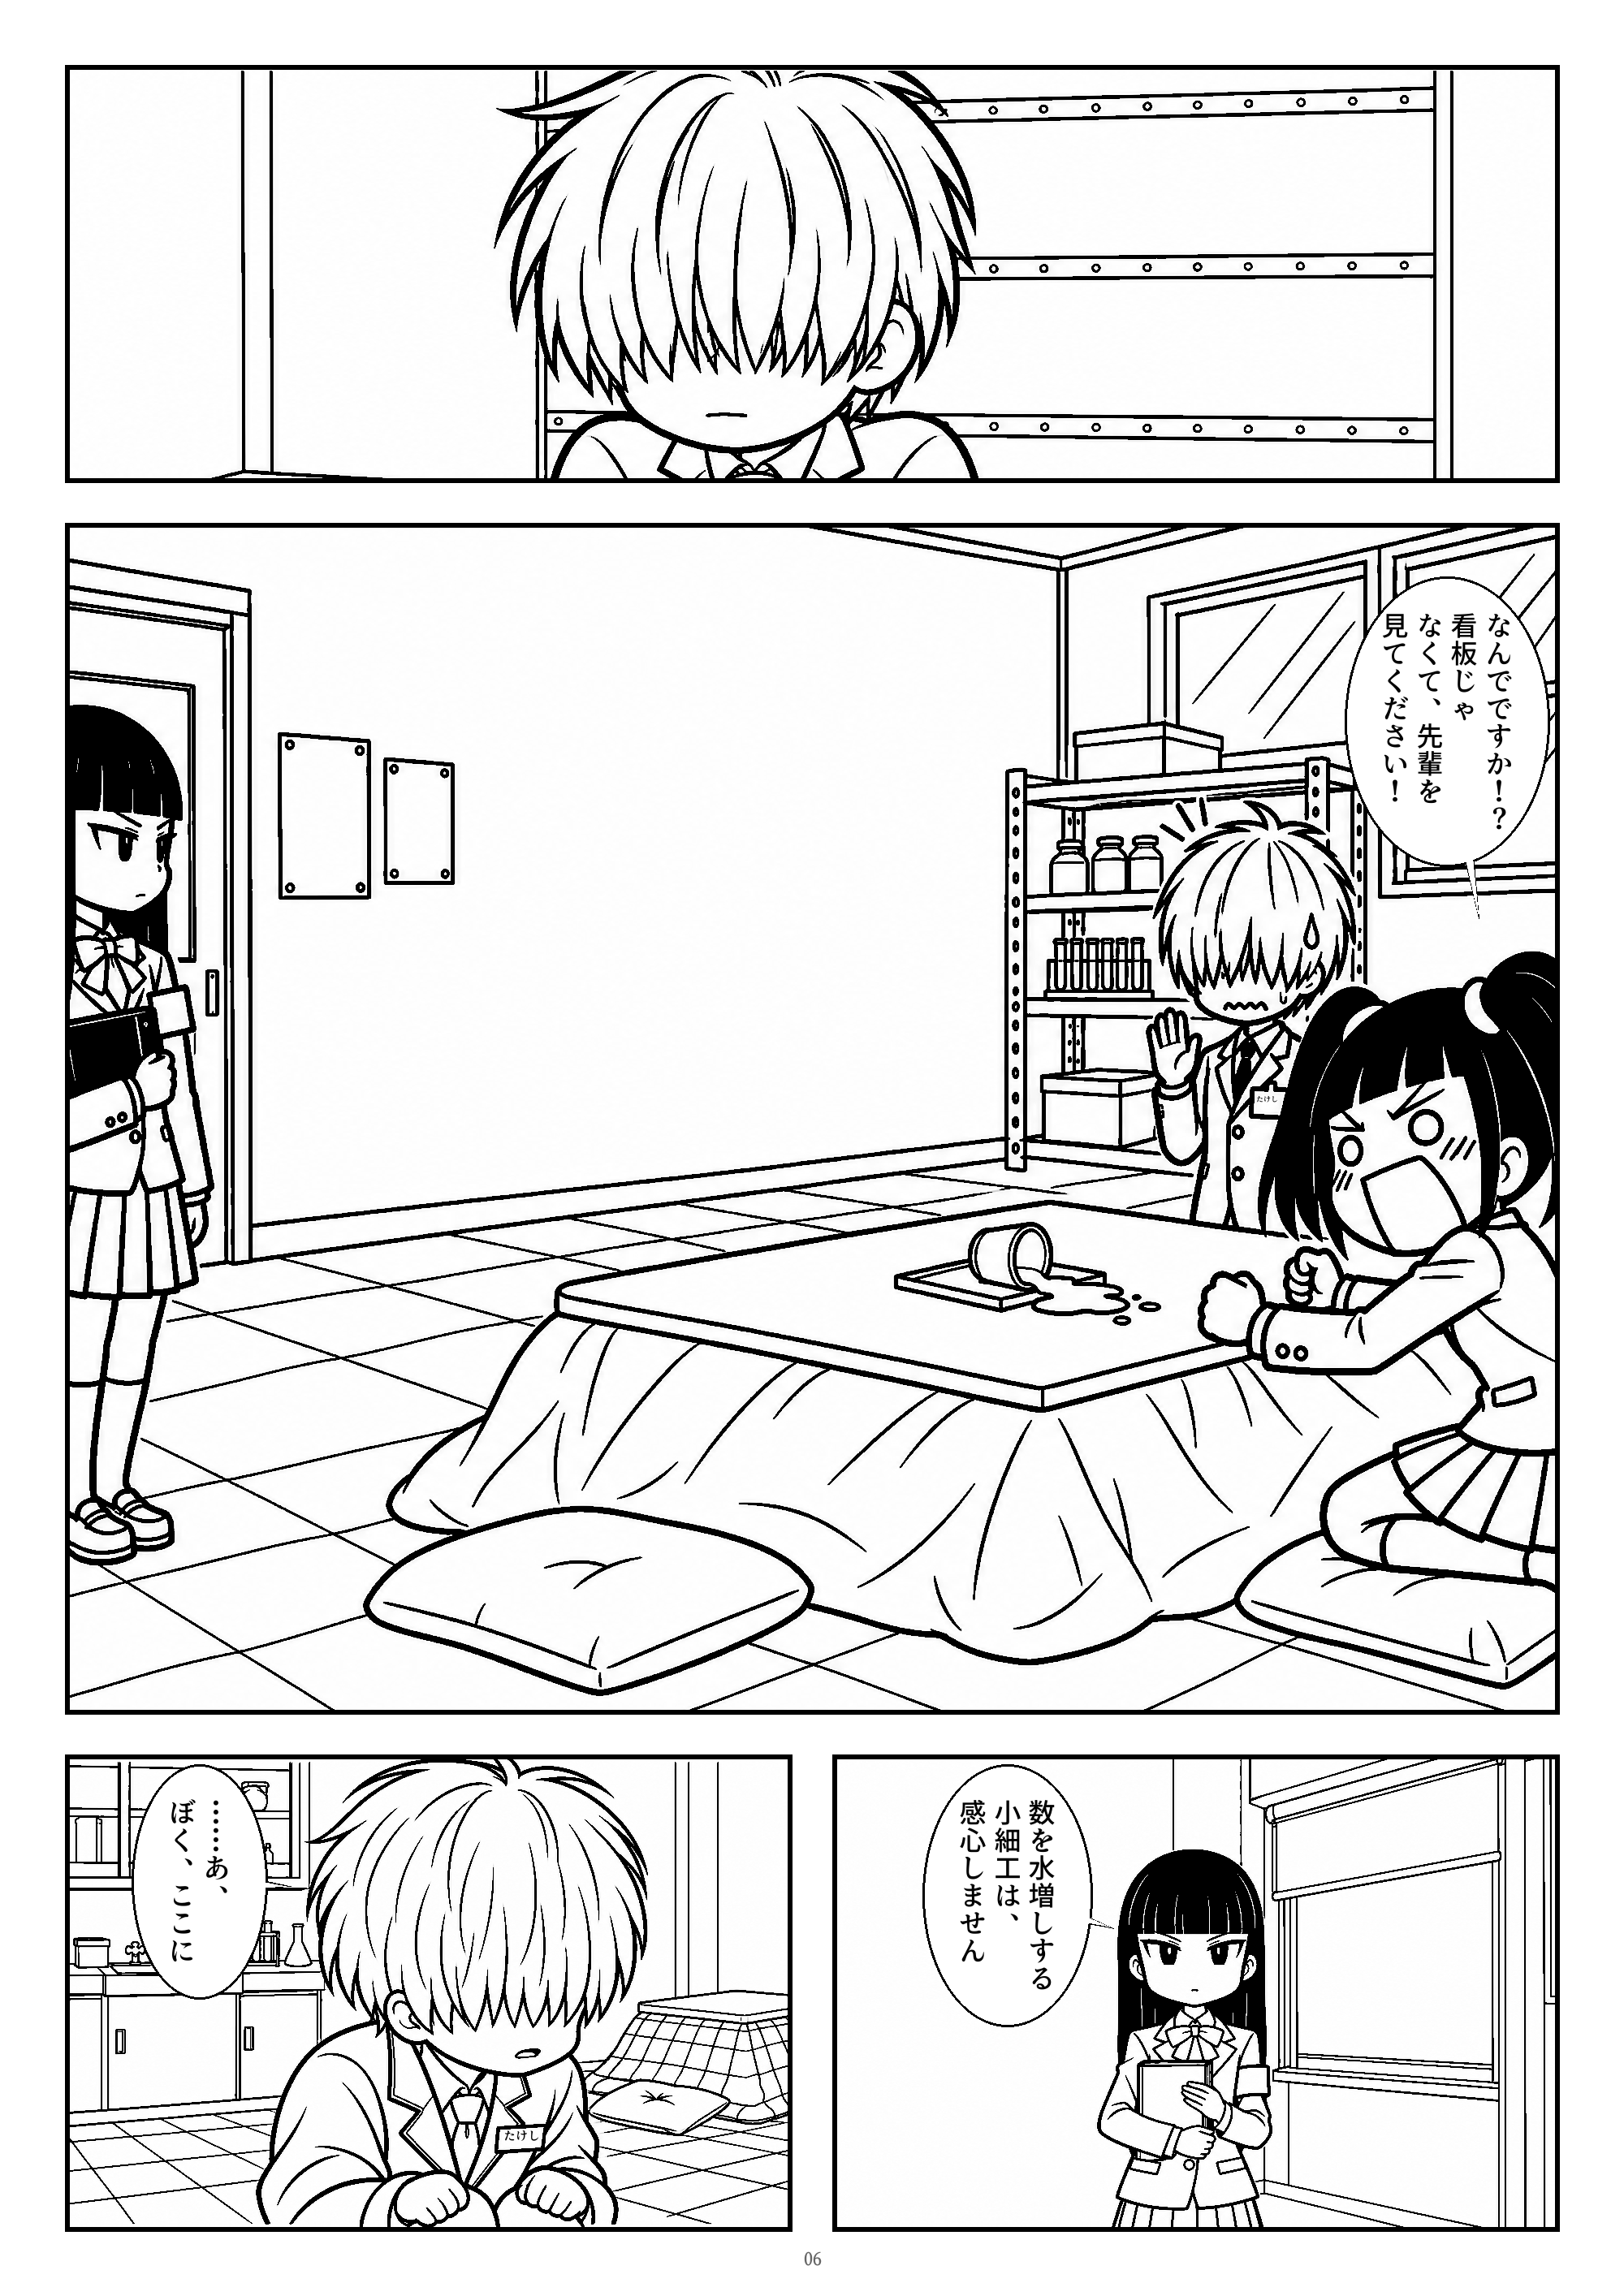 なんでですか！？
看板じゃ
なくて、先輩を
見てください！
たけし
数を水増しする
小細工は、
感心しません
……あ、
ぼく、ここに
たけし
06